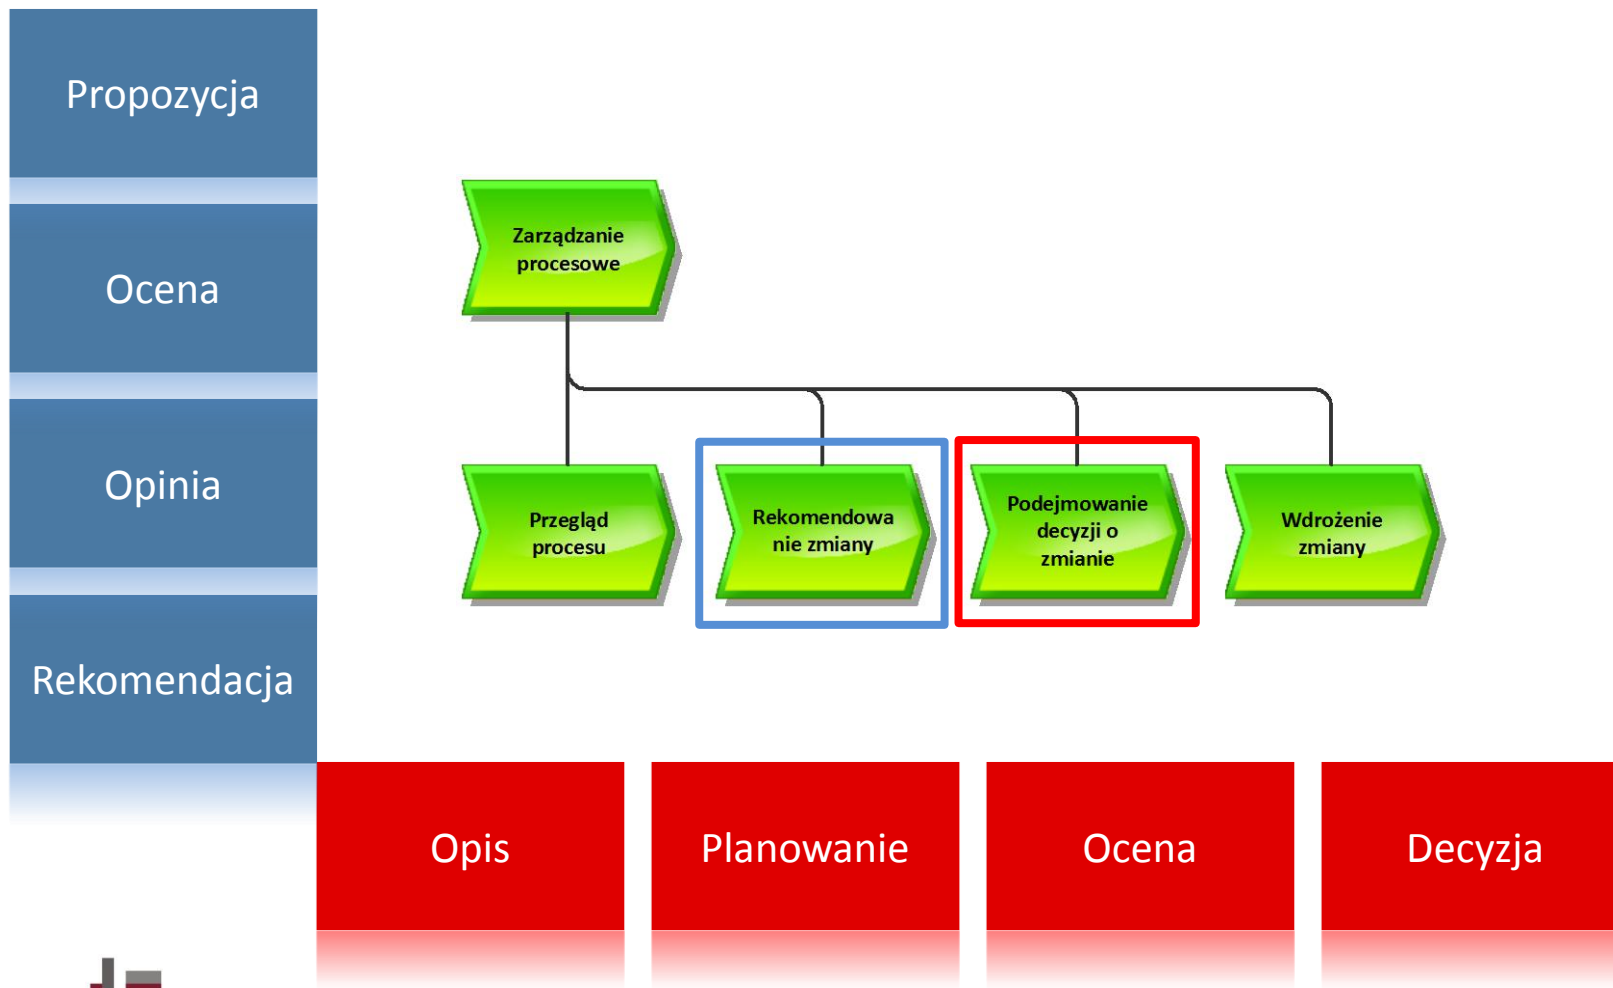 Propozycja
Ocena
Opinia
Rekomendacja
Zarządzanie
procesowe
Przegląd
procesu
Rekomendowa
nie zmiany
Podejmowanie
decyzji o
zmianie
Wdrożenie
zmiany
Opis
Planowanie
Ocena
Decyzja